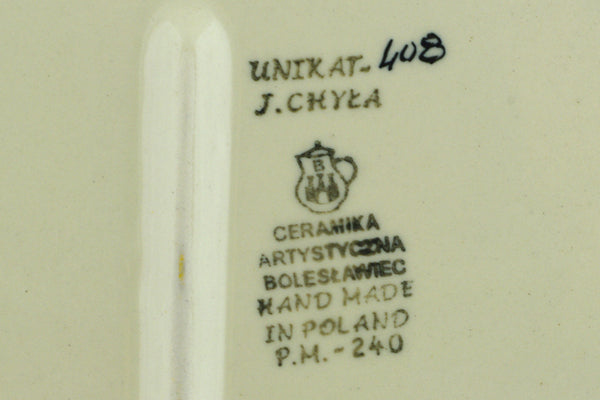 UNIKAT-408
J.CHYŁA
B
CERAMIKA
ARTYSTYCZNA
BOLESŁAWIEC
HAND MADE
IN POLAND
P.M.-240